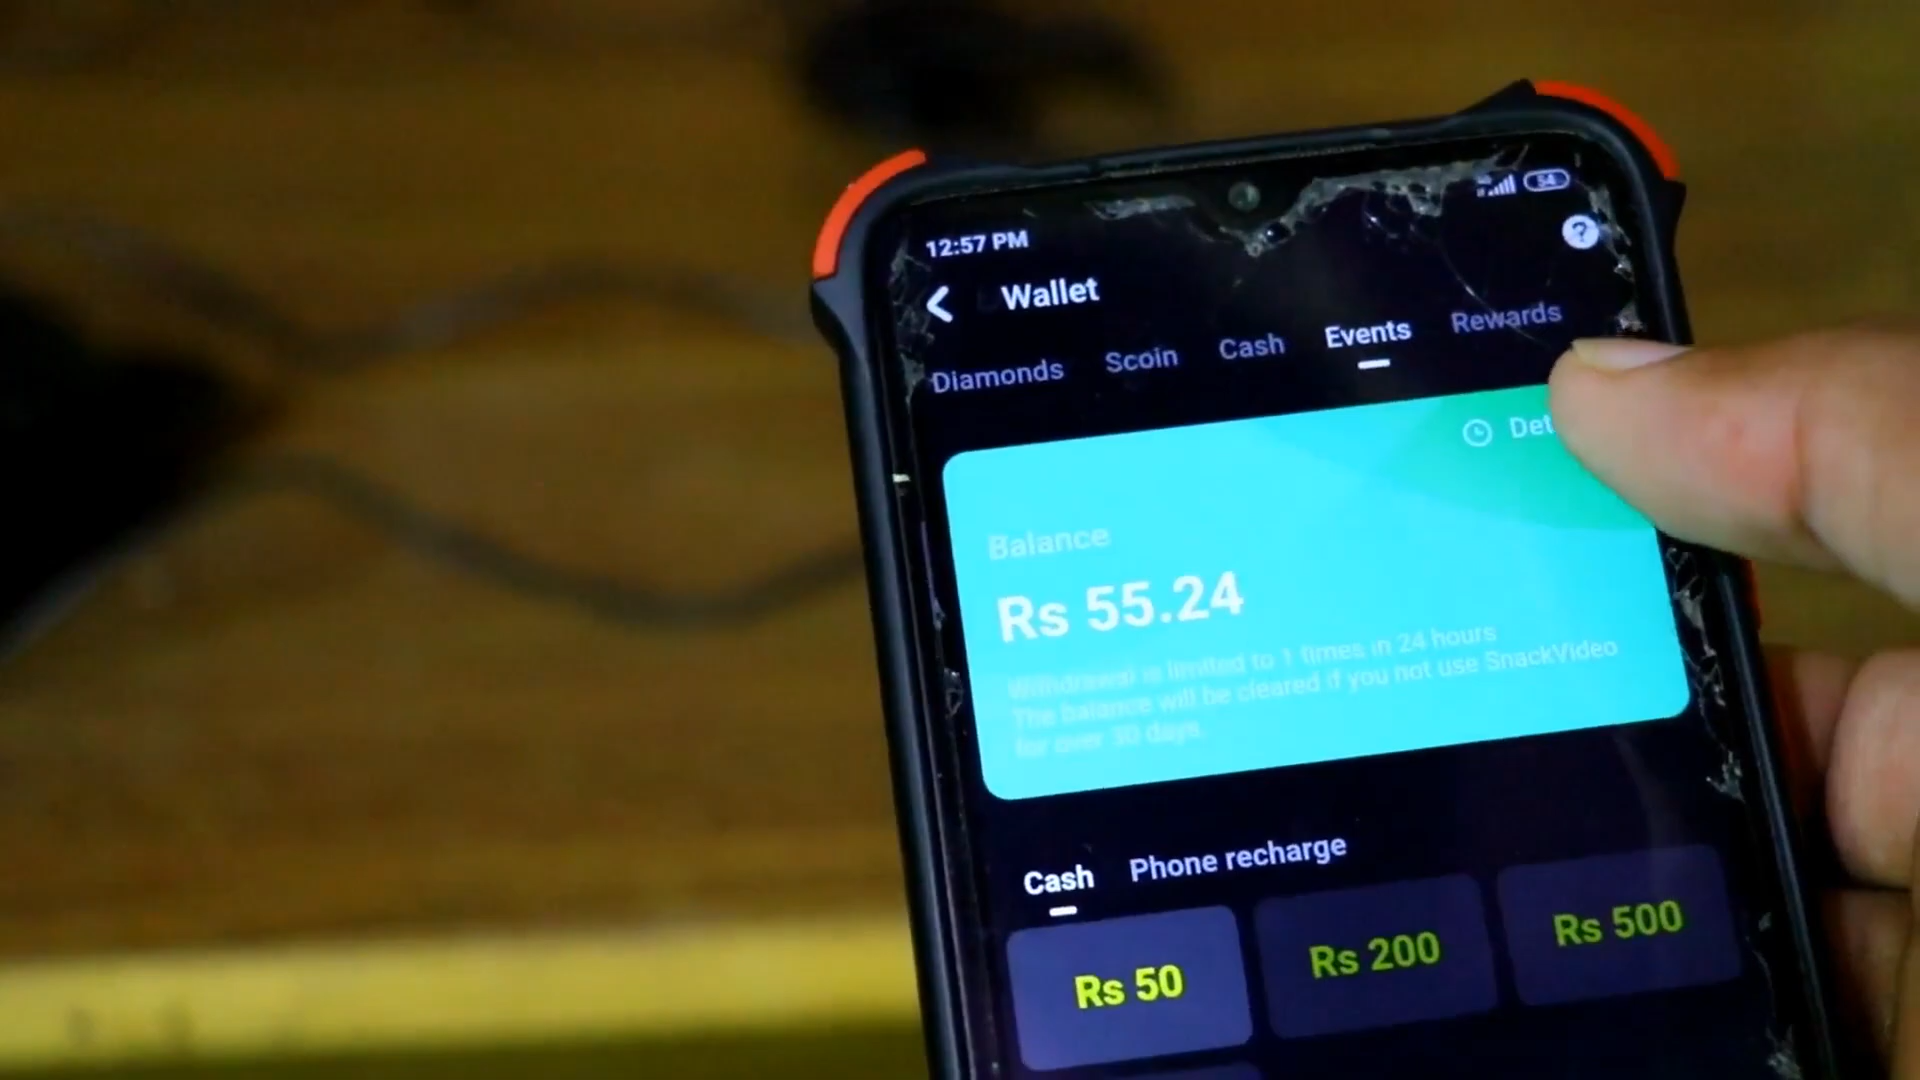 54
12:57 PM
?
Wallet
Diamonds Scoin Cash Events Rewards
Balance
Rs 55.24
Withdrawal is limited to 1 times in 24 hours
The balance will be cleared if you not use SnackVideo
for over 30 days.
Cash Phone recharge
Rs 50 Rs 200 Rs 500